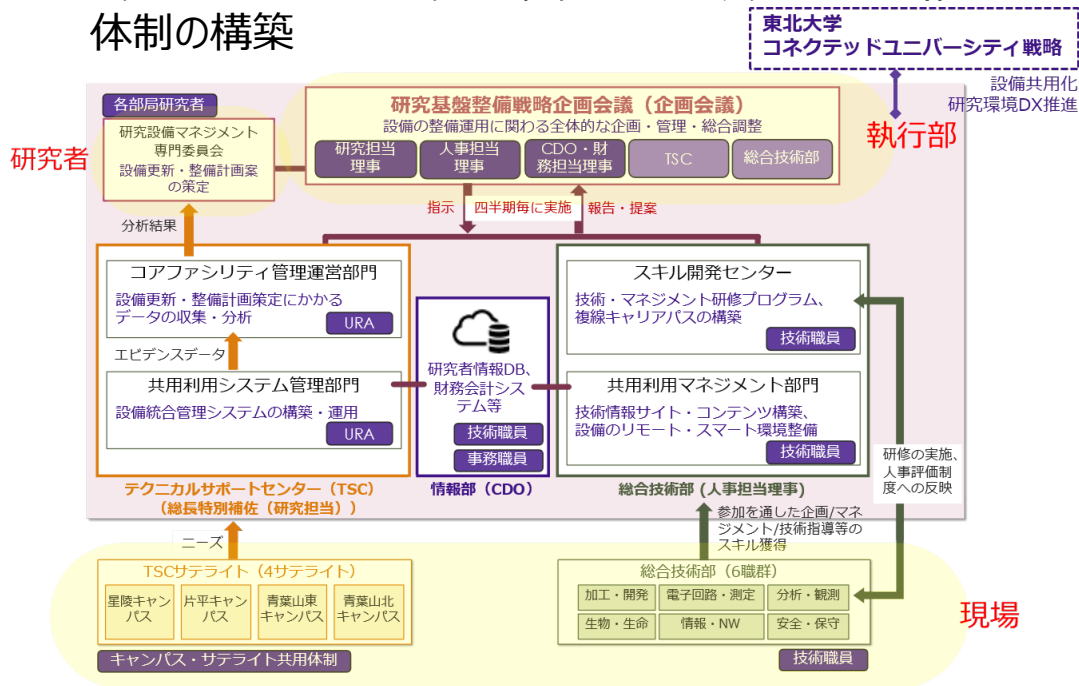 体制の構築
東北大学
コネクテッドユニバーシティ戦略
設備共用化
研究環境DX推進
執行部
研究者
各部局研究者
研究設備マネジメント
専門委員会
設備更新・整備計画案
の策定
研究基盤整備戦略企画会議（企画会議）
設備の整備運用に関わる全体的な企画・管理・総合調整
研究担当
理事
人事担当
理事
CDO・財
務担当理事
TSC
総合技術部
指示
四半期毎に実施
報告・提案
分析結果
コアファシリティ管理運営部門
設備更新・整備計画策定にかかる
データの収集・分析
URA
エビデンスデータ
共用利用システム管理部門
設備統合管理システムの構築・運用
URA
テクニカルサポートセンター（TSC）
（総長特別補佐（研究担当））
研究者情報DB、
財務会計シス
テム等
技術職員
事務職員
情報部（CDO）
スキル開発センター
技術・マネジメント研修プログラム、
複線キャリアパスの構築
技術職員
共用利用マネジメント部門
技術情報サイト・コンテンツ構築、
設備のリモート・スマート環境整備
技術職員
総合技術部 (人事担当理事)
研修の実施、
人事評価制
度への反映
ニーズ
参加を通した企画/マネ
ジメント/技術指導等の
スキル獲得
TSCサテライト（4サテライト）
星陵キャン
パス
片平キャン
パス
青葉山東
キャンパス
青葉山北
キャンパス
キャンパス・サテライト共用体制
総合技術部（6職群）
加工・開発
電子回路・測定
分析・観測
生物・生命
情報・NW
安全・保守
技術職員
現場